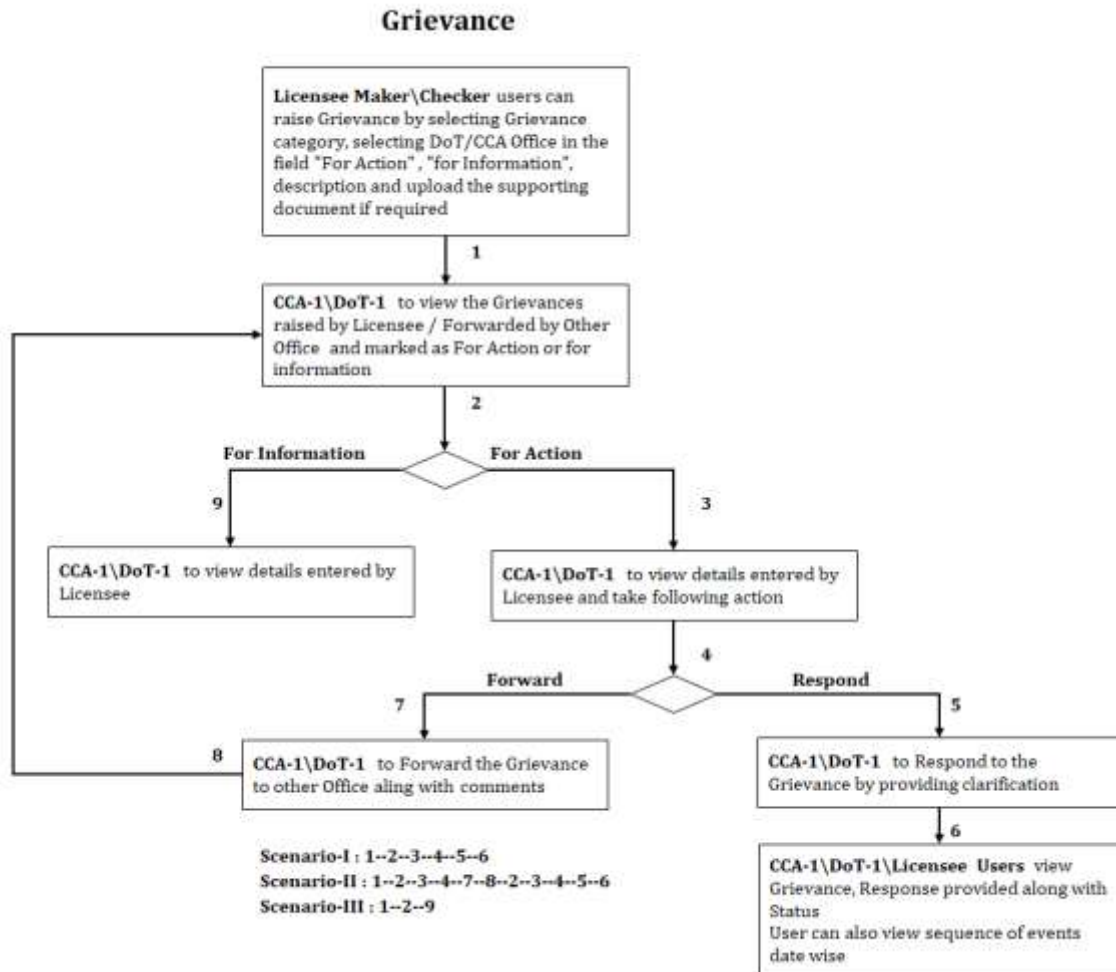 Grievance
Licensee Maker\Checker users can
raise Grievance by selecting Grievance
category, selecting DoT/CCA Office in the
field "For Action" , "for Information",
description and upload the supporting
document if required
1
CCA-1\DoT-1 to view the Grievances
raised by Licensee / Forwarded by Other
Office and marked as For Action or for
information
2
For Information
For Action
9
3
CCA-1\DoT-1 to view details entered by
Licensee
CCA-1\DoT-1 to view details entered by
Licensee and take following action
4
Forward
Respond
7
5
8
CCA-1\DoT-1 to Forward the Grievance
to other Office aling with comments
CCA-1\DoT-1 to Respond to the
Grievance by providing clarification
6
Scenario-I : 1--2--3--4--5--6
Scenario-II : 1--2--3--4--7--8--2--3--4--5--6
Scenario-III : 1--2--9
CCA-1\DoT-1\Licensee Users view
Grievance, Response provided along with
Status
User can also view sequence of events
date wise